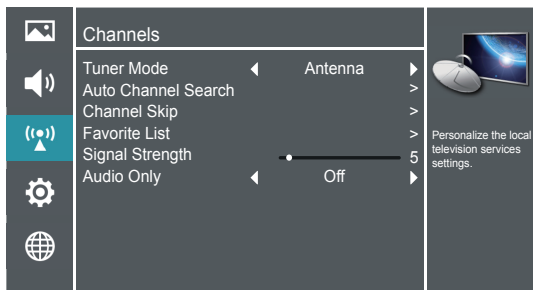 Channels
Tuner Mode Antenna
Auto Channel Search >
Channel Skip >
Favorite List >
Signal Strength 5
Audio Only Off
Personalize the local
television services
settings.